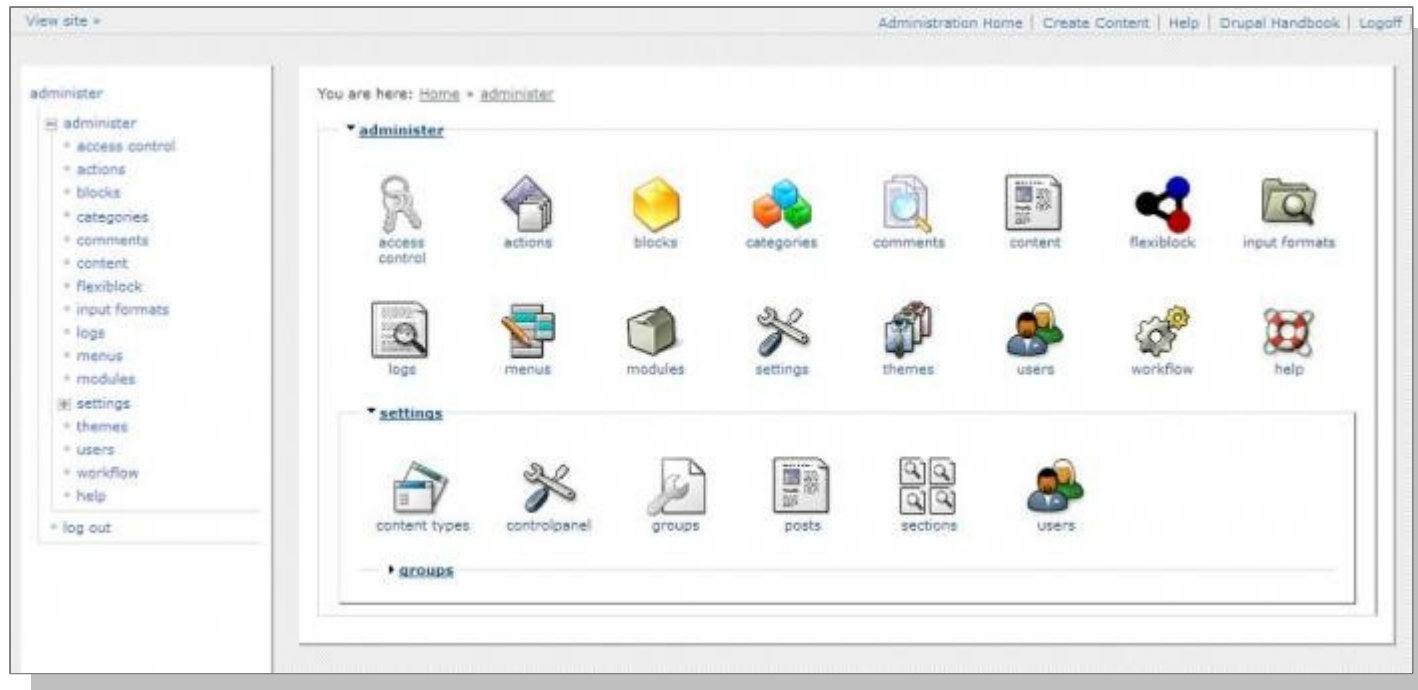 View site »
Administration Home | Create Content | Help | Drupal Handbook | Logoff
administer
administer
access control
actions
blocks
categories
comments
content
flexiblock
input formats
logs
menus
modules
settings
themes
users
workflow
help
log out
You are here: Home » administer
administer
access control
actions
blocks
categories
comments
content
flexiblock
input formats
logs
menus
modules
settings
themes
users
workflow
help
settings
content types
controlpanel
groups
posts
sections
users
groups